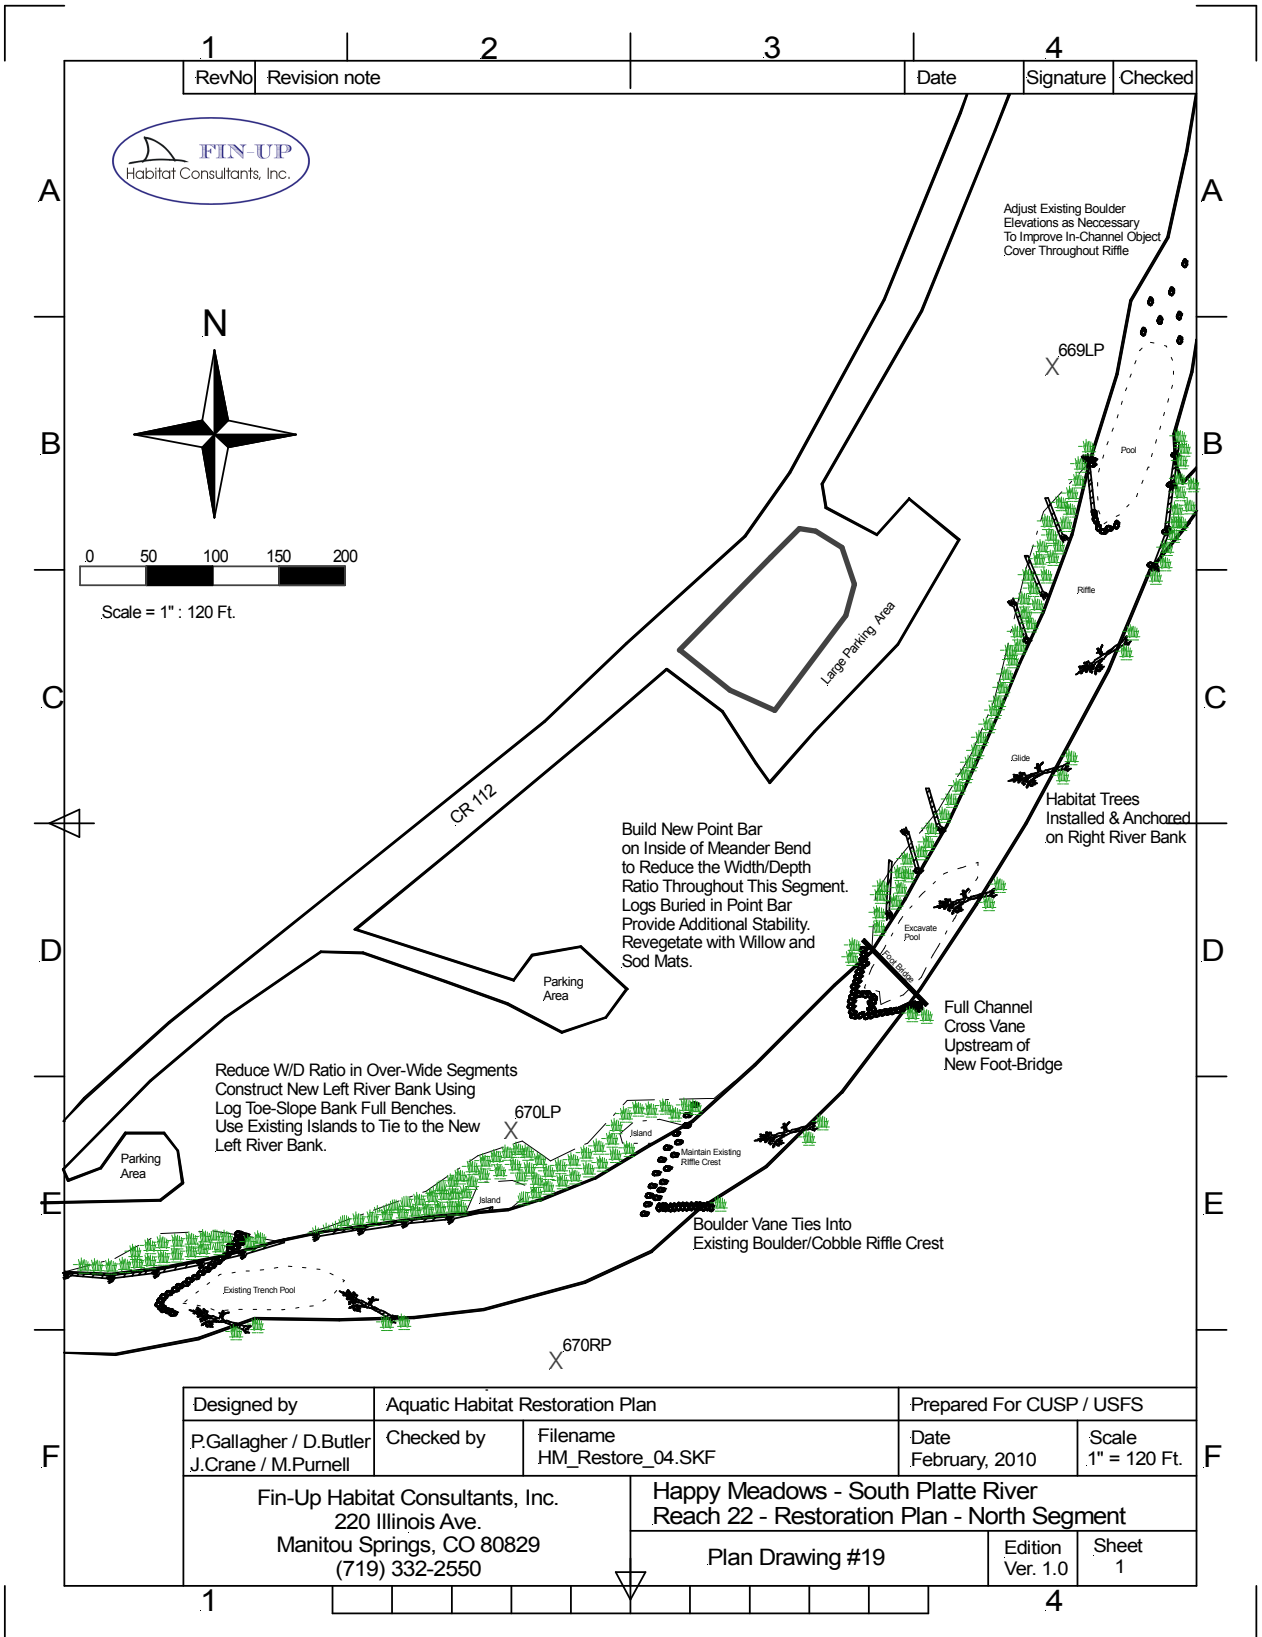 1
2
3
4
RevNo
Revision note
Date
Signature
Checked
FIN-UP
Habitat Consultants, Inc.
A
A
Adjust Existing Boulder
Elevations as Neccessary
To Improve In-Channel Object
Cover Throughout Riffle
N
669LP
B
B
Pool
0 50 100 150 200
Scale = 1" : 120 Ft.
Riffle
Large Parking Area
C
C
Glide
CR 112
Habitat Trees
Installed & Anchored
on Right River Bank
Build New Point Bar
on Inside of Meander Bend
to Reduce the Width/Depth
Ratio Throughout This Segment.
Logs Buried in Point Bar
Provide Additional Stability.
Revegetate with Willow and
Sod Mats.
Excavate
Pool
D
D
Foot Bridge
Parking
Area
Full Channel
Cross Vane
Upstream of
New Foot-Bridge
Reduce W/D Ratio in Over-Wide Segments
Construct New Left River Bank Using
Log Toe-Slope Bank Full Benches.
Use Existing Islands to Tie to the New
Left River Bank.
670LP
Island
Maintain Existing
Riffle Crest
Parking
Area
Island
E
E
Boulder Vane Ties Into
Existing Boulder/Cobble Riffle Crest
Existing Trench Pool
670RP
Designed by
Aquatic Habitat Restoration Plan
Prepared For CUSP / USFS
P.Gallagher / D.Butler
J.Crane / M.Purnell
Checked by
Filename
HM_Restore_04.SKF
Date
February, 2010
Scale
1" = 120 Ft.
F
F
Fin-Up Habitat Consultants, Inc.
220 Illinois Ave.
Manitou Springs, CO 80829
(719) 332-2550
Happy Meadows - South Platte River
Reach 22 - Restoration Plan - North Segment
Plan Drawing #19
Edition
Ver. 1.0
Sheet
1
1
4